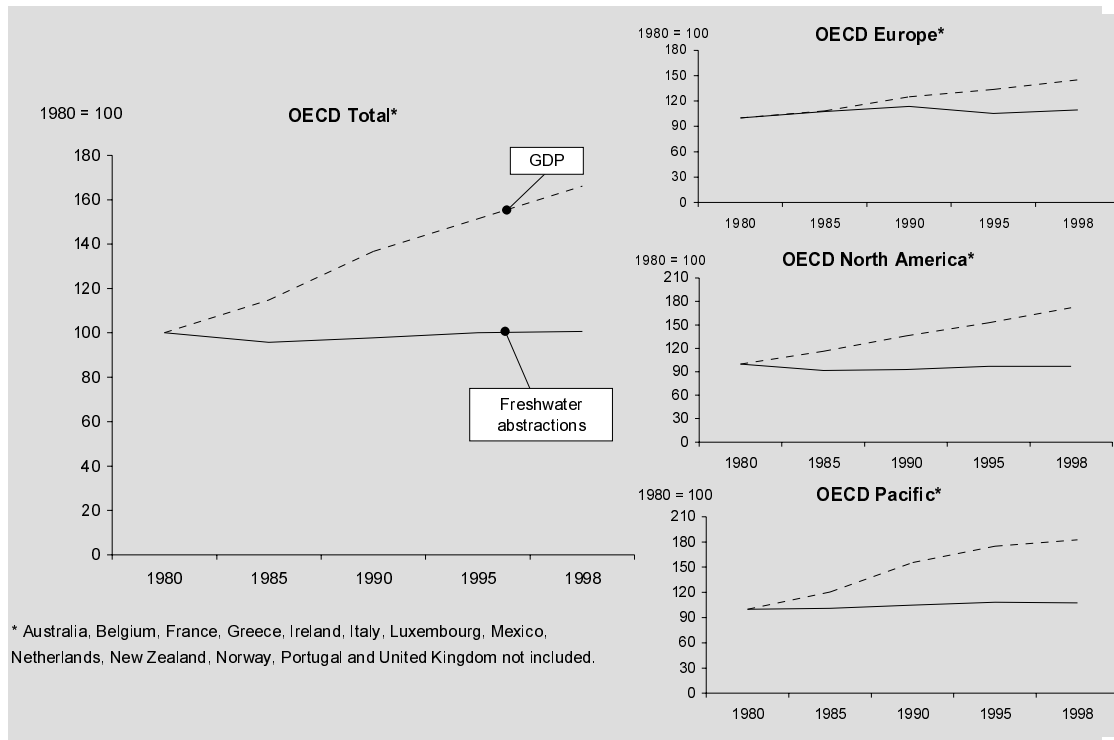 1980 = 100
OECD Total*
180
160
140
120
100
80
60
40
20
0
1980 1985 1990 1995 1998
GDP
Freshwater
abstractions
* Australia, Belgium, France, Greece, Ireland, Italy, Luxembourg, Mexico,
Netherlands, New Zealand, Norway, Portugal and United Kingdom not included.
1980 = 100
OECD Europe*
180
150
120
90
60
30
0
1980 1985 1990 1995 1998
1980 = 100
OECD North America*
210
180
150
120
90
60
30
0
1980 1985 1990 1995 1998
1980 = 100
OECD Pacific*
210
180
150
120
90
60
30
0
1980 1985 1990 1995 1998